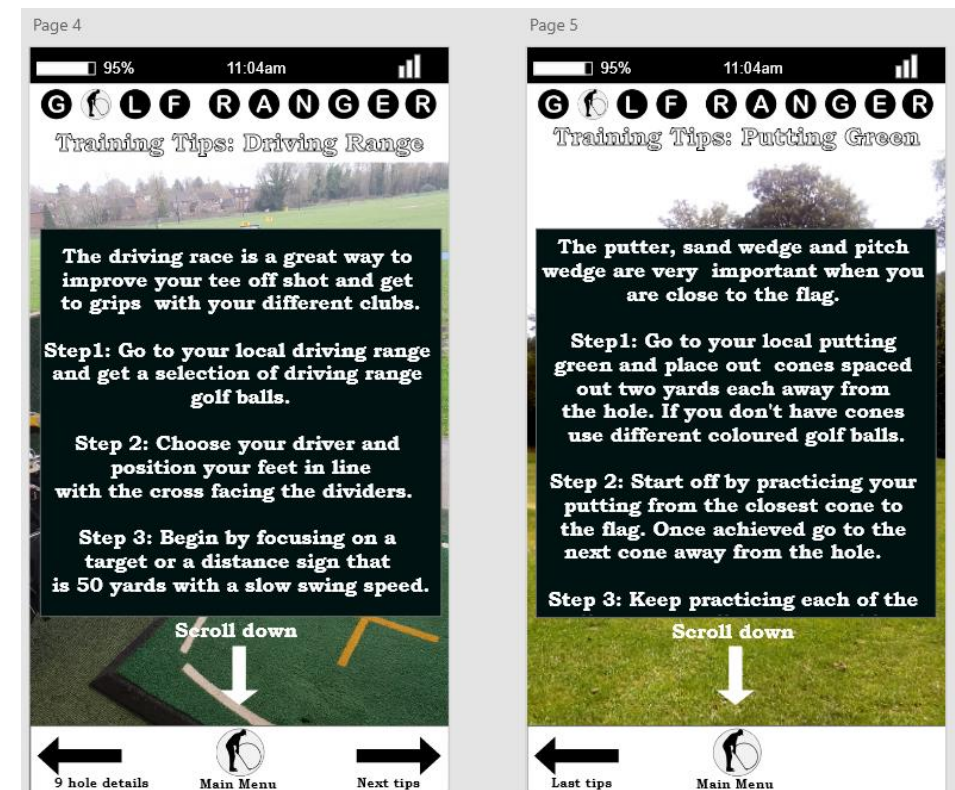 Page 4
95% 11:04am
G LF RANGER
Training Tips: Driving Range
The driving race is a great way to
improve your tee off shot and get
to grips with your different clubs.
Step1: Go to your local driving range
and get a selection of driving range
golf balls.
Step 2: Choose your driver and
position your feet in line
with the cross facing the dividers.
Step 3: Begin by focusing on a
target or a distance sign that
is 50 yards with a slow swing speed.
Scroll down
9 hole details Main Menu Next tips
Page 5
95% 11:04am
G LF RANGER
Training Tips: Putting Green
The putter, sand wedge and pitch
wedge are very important when you
are close to the flag.
Step1: Go to your local putting
green and place out cones spaced
out two yards each away from
the hole. If you don't have cones
use different coloured golf balls.
Step 2: Start off by practicing your
putting from the closest cone to
the flag. Once achieved go to the
next cone away from the hole.
Step 3: Keep practicing each of the
Scroll down
Last tips Main Menu